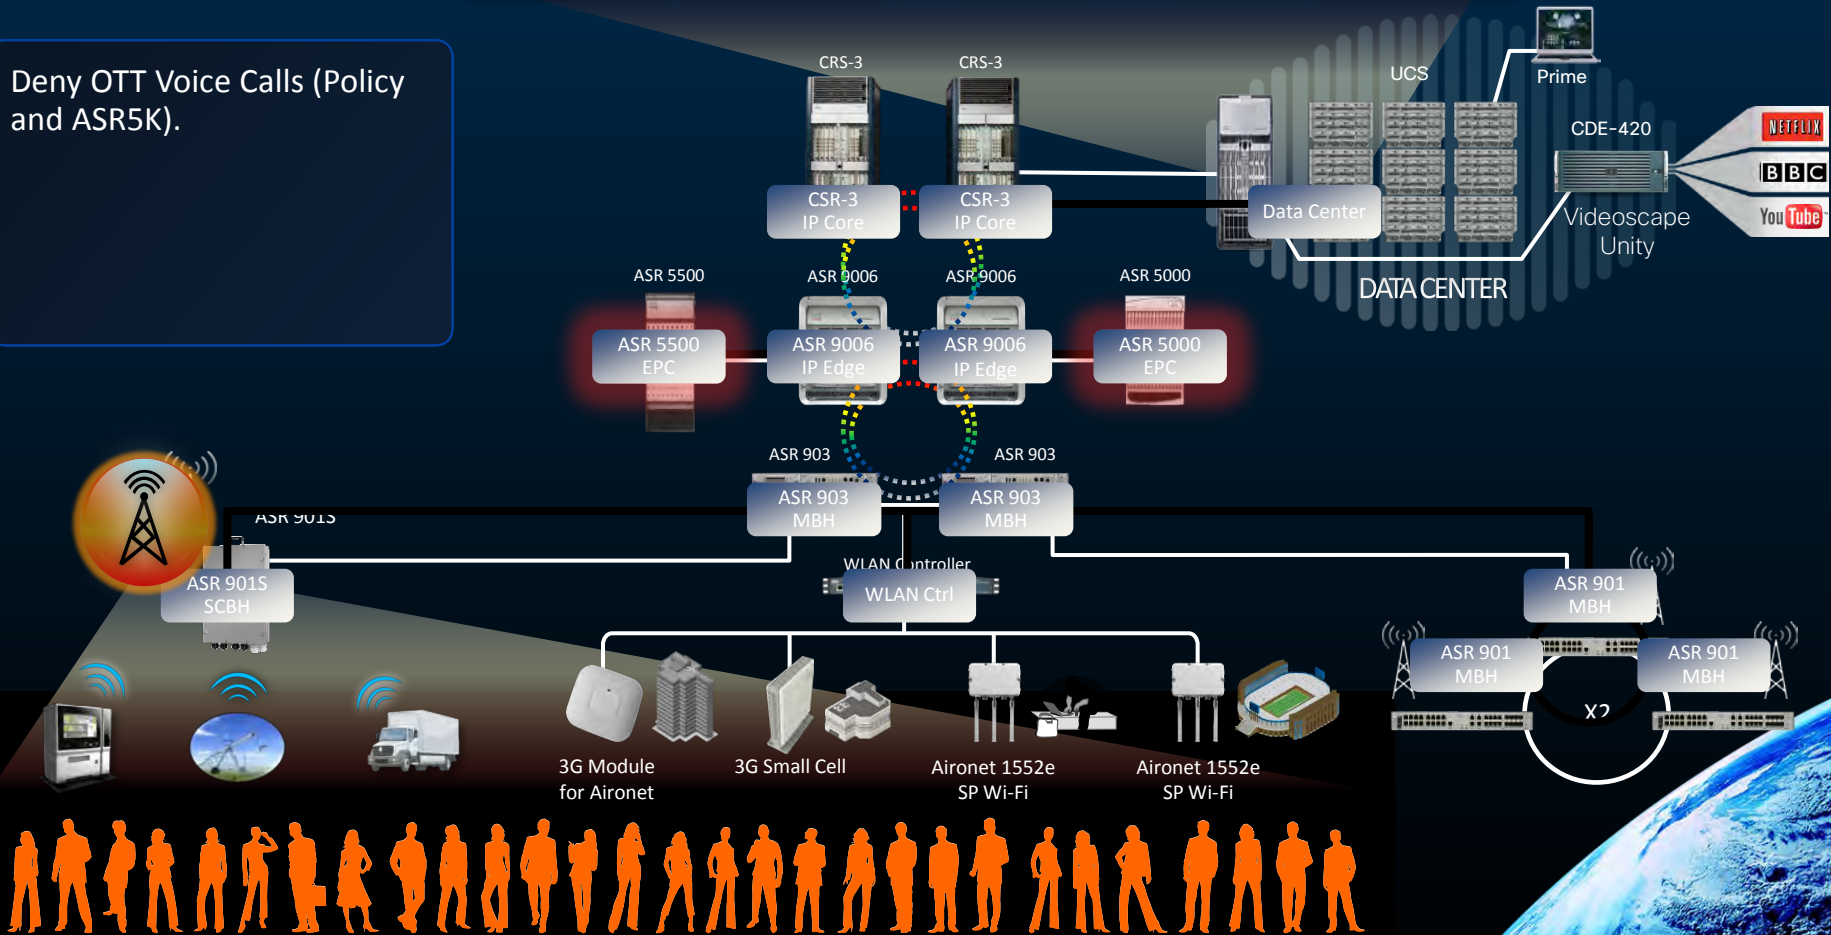 Deny OTT Voice Calls (Policy
and ASR5K).
CRS-3
CRS-3
UCS
Prime
CDE-420
NETFLIX
BBC
YouTube
CSR-3
IP Core
CSR-3
IP Core
Data Center
Videoscape
Unity
DATA CENTER
ASR 5500
ASR 9006
ASR 9006
ASR 5000
ASR 5500
EPC
ASR 9006
IP Edge
ASR 9006
IP Edge
ASR 5000
EPC
ASR 903
ASR 903
ASR 903
MBH
ASR 903
MBH
ASR 901S
ASR 901S
SCBH
WLAN Controller
WLAN Ctrl
ASR 901
MBH
ASR 901
MBH
ASR 901
MBH
X2
3G Module
for Aironet
3G Small Cell
Aironet 1552e
SP Wi-Fi
Aironet 1552e
SP Wi-Fi